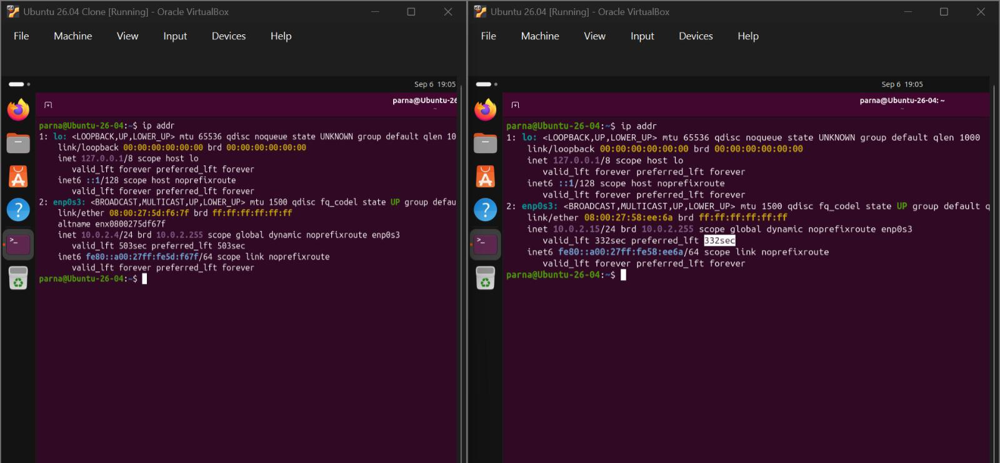 Ubuntu 26.04 Clone [Running] - Oracle VirtualBox
File Machine View Input Devices Help
Sep 6 19:05
parna@Ubuntu-26
~
parna@Ubuntu-26-04:~$ ip addr
1: lo: <LOOPBACK,UP,LOWER_UP> mtu 65536 qdisc noqueue state UNKNOWN group default qlen 10
link/loopback 00:00:00:00:00:00 brd 00:00:00:00:00:00
inet 127.0.0.1/8 scope host lo
valid_lft forever preferred_lft forever
inet6 ::1/128 scope host noprefixroute
valid_lft forever preferred_lft forever
2: enp0s3: <BROADCAST,MULTICAST,UP,LOWER_UP> mtu 1500 qdisc fq_codel state UP group defau
link/ether 08:00:27:5d:f6:7f brd ff:ff:ff:ff:ff:ff
altname enx0800275df67f
inet 10.0.2.4/24 brd 10.0.2.255 scope global dynamic noprefixroute enp0s3
valid_lft 503sec preferred_lft 503sec
inet6 fe80::a00:27ff:fe5d:f67f/64 scope link noprefixroute
valid_lft forever preferred_lft forever
parna@Ubuntu-26-04:~$
Ubuntu 26.04 [Running] - Oracle VirtualBox
File Machine View Input Devices Help
Sep 6 19:05
parna@Ubuntu-26-04: ~
~
parna@Ubuntu-26-04:~$ ip addr
1: lo: <LOOPBACK,UP,LOWER_UP> mtu 65536 qdisc noqueue state UNKNOWN group default qlen 1000
link/loopback 00:00:00:00:00:00 brd 00:00:00:00:00:00
inet 127.0.0.1/8 scope host lo
valid_lft forever preferred_lft forever
inet6 ::1/128 scope host noprefixroute
valid_lft forever preferred_lft forever
2: enp0s3: <BROADCAST,MULTICAST,UP,LOWER_UP> mtu 1500 qdisc fq_codel state UP group default q
link/ether 08:00:27:58:ee:6a brd ff:ff:ff:ff:ff:ff
inet 10.0.2.15/24 brd 10.0.2.255 scope global dynamic noprefixroute enp0s3
valid_lft 332sec preferred_lft 332sec
inet6 fe80::a00:27ff:fe58:ee6a/64 scope link noprefixroute
valid_lft forever preferred_lft forever
parna@Ubuntu-26-04:~$